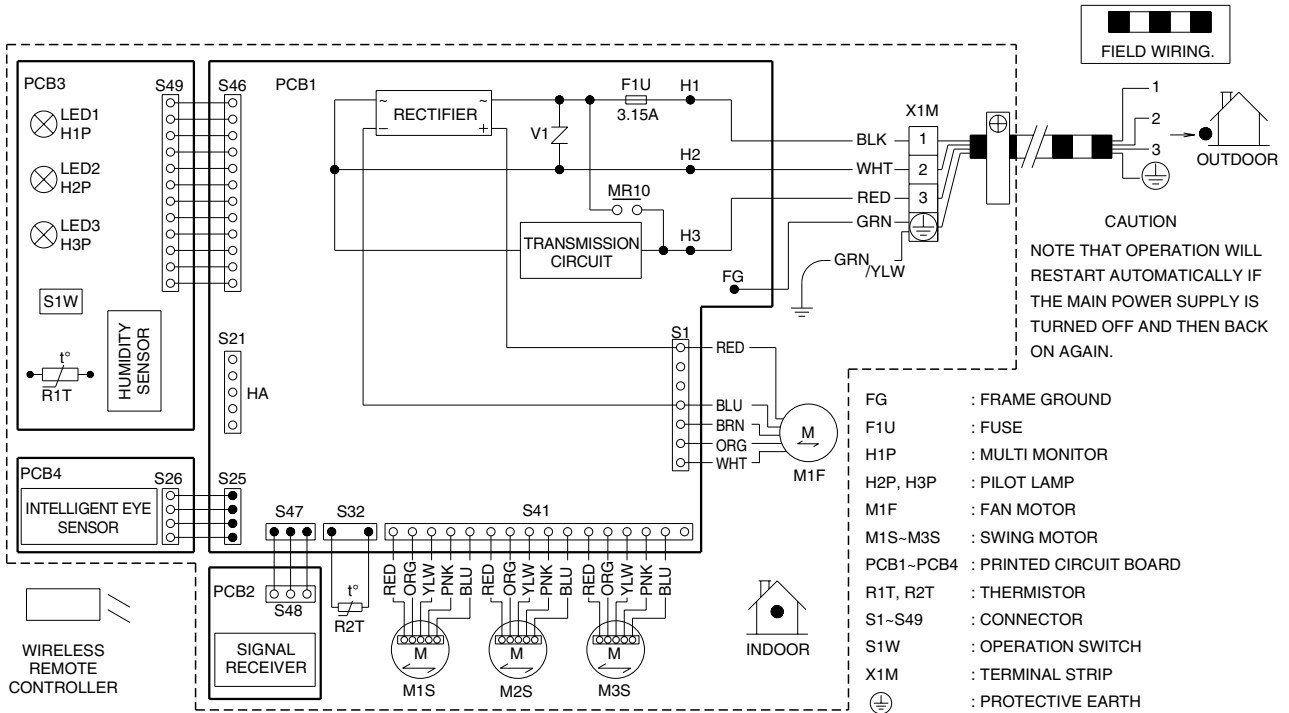 FIELD WIRING.
PCB3
S49
S46
PCB1
RECTIFIER
~
~
–
+
V1
F1U
3.15A
H1
H2
MR10
TRANSMISSION
CIRCUIT
H3
FG
X1M
BLK
1
WHT
2
RED
3
GRN
GRN
/YLW
1
2
3
OUTDOOR
LED1
H1P
LED2
H2P
LED3
H3P
S1W
HUMIDITY
SENSOR
t°
R1T
S21
HA
S1
RED
BLU
BRN
ORG
WHT
M
M1F
CAUTION
NOTE THAT OPERATION WILL
RESTART AUTOMATICALLY IF
THE MAIN POWER SUPPLY IS
TURNED OFF AND THEN BACK
ON AGAIN.
PCB4
INTELLIGENT EYE
SENSOR
S26
S25
S47
S32
S41
PCB2
S48
SIGNAL
RECEIVER
t°
R2T
RED
ORG
YLW
PNK
BLU
RED
ORG
YLW
PNK
BLU
RED
ORG
YLW
PNK
BLU
M
M1S
M
M2S
M
M3S
INDOOR
WIRELESS
REMOTE
CONTROLLER
FG : FRAME GROUND
F1U : FUSE
H1P : MULTI MONITOR
H2P, H3P : PILOT LAMP
M1F : FAN MOTOR
M1S~M3S : SWING MOTOR
PCB1~PCB4 : PRINTED CIRCUIT BOARD
R1T, R2T : THERMISTOR
S1~S49 : CONNECTOR
S1W : OPERATION SWITCH
X1M : TERMINAL STRIP
: PROTECTIVE EARTH